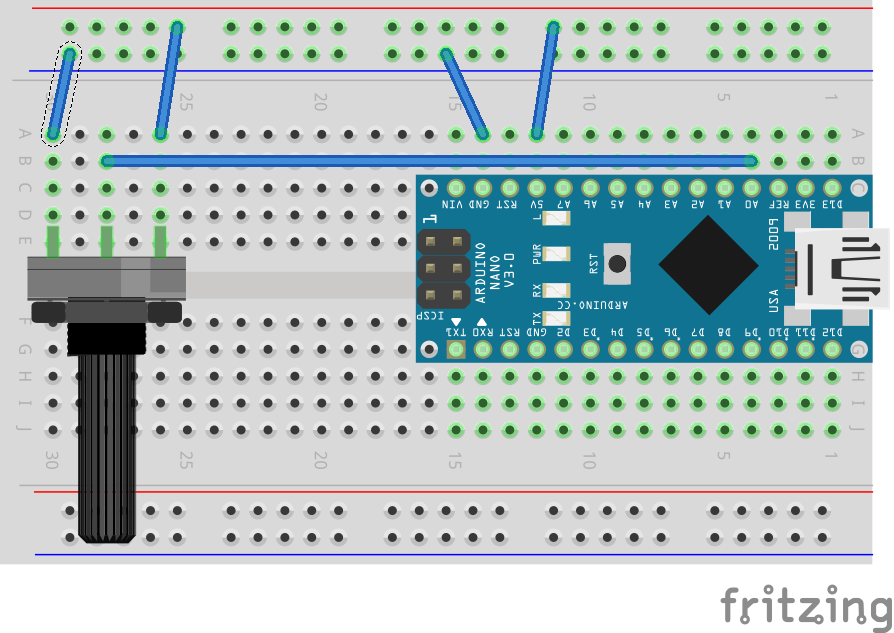 25 20 15 10 5 1
A A
B B
C C
VIN GND RST 5V A7 A6 A5 A4 A3 A2 A1 A0 REF 3V3 D13
D
1 L
E
PWR
ARDUINO
NANO
V3.0
RST
RX
TX
ARDUINO.CC
USA
2009
ICSP
F
TX1 RX0 RST GND D2 D3 D4 D5 D6 D7 D8 D9 D10 D11 D12
G G
H H
I I
J J
30 25 20 15 10 5 1
fritzing